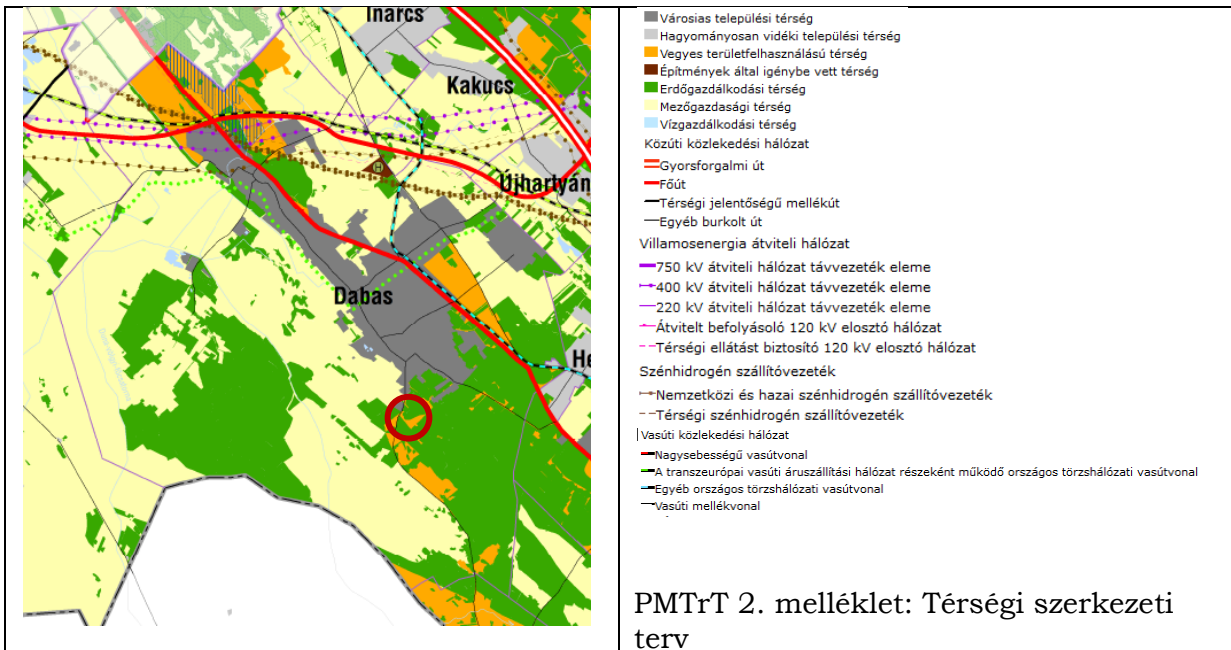 Inárcs
Kakucs
Újhartyán
Dabas
He
Városias települési térség
Hagyományosan vidéki települési térség
Vegyes területfelhasználású térség
Építmények által igénybe vett térség
Erdőgazdálkodási térség
Mezőgazdasági térség
Vízgazdálkodási térség
Közúti közlekedési hálózat
Gyorsforgalmi út
Főút
Térségi jelentőségű mellékút
Egyéb burkolt út
Villamosenergia átviteli hálózat
750 kV átviteli hálózat távvezeték eleme
400 kV átviteli hálózat távvezeték eleme
220 kV átviteli hálózat távvezeték eleme
Átvitelt befolyásoló 120 kV elosztó hálózat
Térségi ellátást biztosító 120 kV elosztó hálózat
Szénhidrogén szállítóvezeték
Nemzetközi és hazai szénhidrogén szállítóvezeték
Térségi szénhidrogén szállítóvezeték
Vasúti közlekedési hálózat
Nagysebességű vasútvonal
A transzeurópai vasúti áruszállítási hálózat részeként működő országos törzshálózati vasútvonal
Egyéb országos törzshálózati vasútvonal
Vasúti mellékvonal
PMTrT 2. melléklet: Térségi szerkezeti
terv